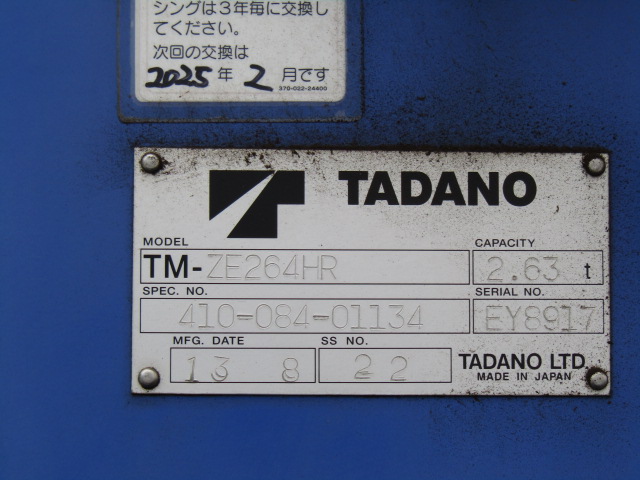 シングは3年毎に交換し
てください。
次回の交換は
2025 年 2 月です
370-022-24400
TADANO
MODEL CAPACITY
TM-ZE264HR 2.63 t
SPEC. NO. SERIAL NO.
410-084-01134 EY8917
MFG. DATE SS NO.
13 8 22 TADANO LTD.
MADE IN JAPAN